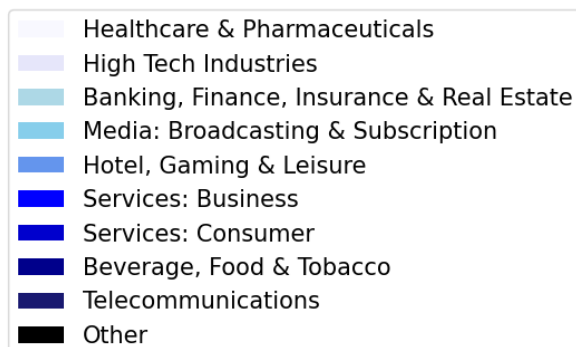 Healthcare & Pharmaceuticals
High Tech Industries
Banking, Finance, Insurance & Real Estate
Media: Broadcasting & Subscription
Hotel, Gaming & Leisure
Services: Business
Services: Consumer
Beverage, Food & Tobacco
Telecommunications
Other